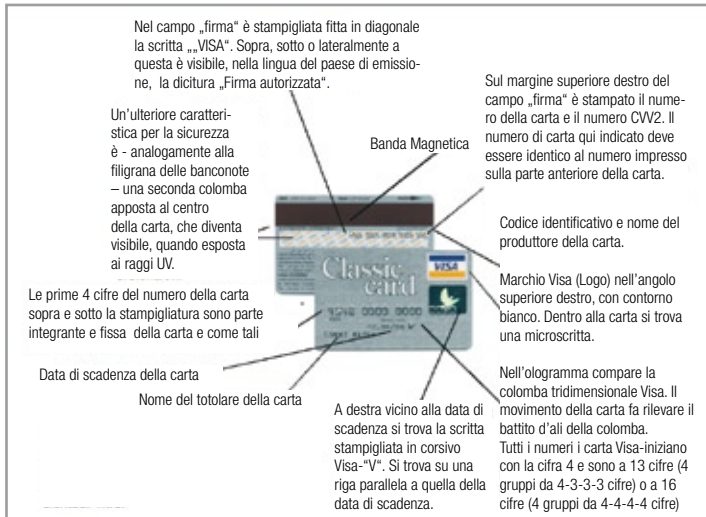 Nel campo „firma“ è stampigliata fitta in diagonale
la scritta „„VISA“. Sopra, sotto o lateralmente a
questa è visibile, nella lingua del paese di emissio-
ne, la dicitura „Firma autorizzata“.
Un'ulteriore caratteri-
stica per la sicurezza
è - analogamente alla
filigrana delle banconote
– una seconda colomba
apposta al centro
della carta, che diventa
visibile, quando esposta
ai raggi UV.
Banda Magnetica
Sul margine superiore destro del
campo „firma“ è stampato il nume-
ro della carta e il numero CVV2. Il
numero di carta qui indicato deve
essere identico al numero impresso
sulla parte anteriore della carta.
Codice identificativo e nome del
produttore della carta.
Marchio Visa (Logo) nell'angolo
superiore destro, con contorno
bianco. Dentro alla carta si trova
una microscritta.
Le prime 4 cifre del numero della carta
sopra e sotto la stampigliatura sono parte
integrante e fissa della carta e come tali
Classic
card
VISA
Data di scadenza della carta
Nome del totolare della carta
A destra vicino alla data di
scadenza si trova la scritta
stampigliata in corsivo
Visa-“V“. Si trova su una
riga parallela a quella della
data di scadenza.
Nell'ologramma compare la
colomba tridimensionale Visa. Il
movimento della carta fa rilevare il
battito d'ali della colomba.
Tutti i numeri i carta Visa-iniziano
con la cifra 4 e sono a 13 cifre (4
gruppi da 4-3-3-3 cifre) o a 16
cifre (4 gruppi da 4-4-4-4 cifre)